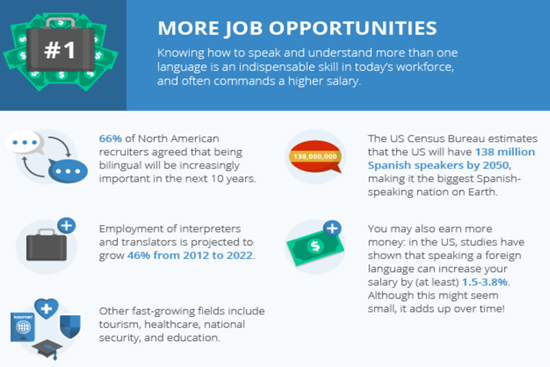 #1
MORE JOB OPPORTUNITIES
Knowing how to speak and understand more than one
language is an indispensable skill in today's workforce,
and often commands a higher salary.
66% of North American
recruiters agreed that being
bilingual will be increasingly
important in the next 10 years.
138,000,000
The US Census Bureau estimates
that the US will have 138 million
Spanish speakers by 2050,
making it the biggest Spanish-
speaking nation on Earth.
Employment of interpreters
and translators is projected to
grow 46% from 2012 to 2022.
$
You may also earn more
money: in the US, studies have
shown that speaking a foreign
language can increase your
salary by (at least) 1.5-3.8%.
Although this might seem
small, it adds up over time!
PASSPORT
Other fast-growing fields include
tourism, healthcare, national
security, and education.